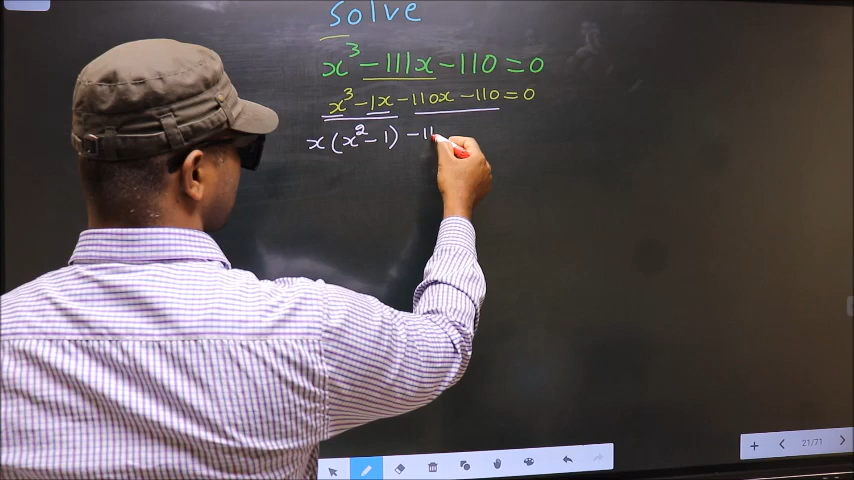 Solve
x³ - 111x - 110 = 0
x³ - 1x - 110x - 110 = 0
x (x² - 1) - 11
21/71